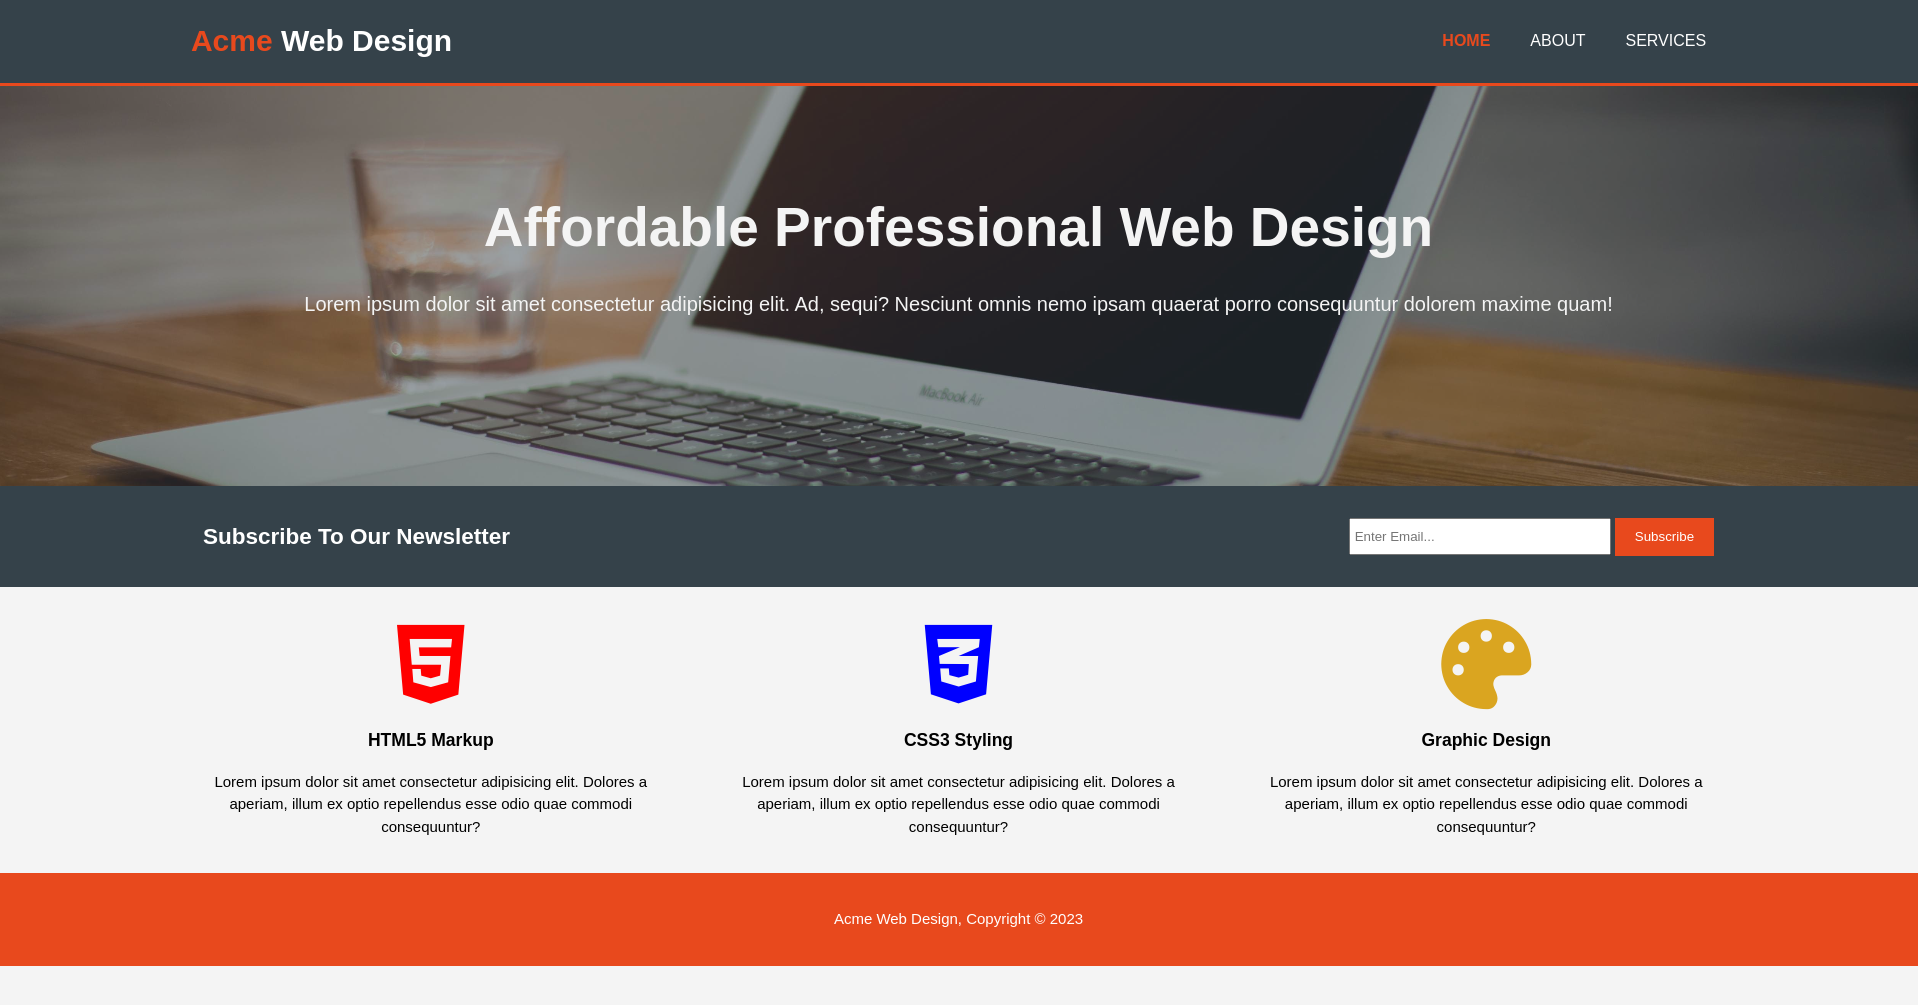 Acme Web Design
HOME ABOUT SERVICES
Affordable Professional Web Design
Lorem ipsum dolor sit amet consectetur adipisicing elit. Ad, sequi? Nesciunt omnis nemo ipsam quaerat porro consequuntur dolorem maxime quam!
MacBook Air
Subscribe To Our Newsletter
Enter Email...
Subscribe
HTML5 Markup
Lorem ipsum dolor sit amet consectetur adipisicing elit. Dolores a
aperiam, illum ex optio repellendus esse odio quae commodi
consequuntur?
CSS3 Styling
Lorem ipsum dolor sit amet consectetur adipisicing elit. Dolores a
aperiam, illum ex optio repellendus esse odio quae commodi
consequuntur?
Graphic Design
Lorem ipsum dolor sit amet consectetur adipisicing elit. Dolores a
aperiam, illum ex optio repellendus esse odio quae commodi
consequuntur?
Acme Web Design, Copyright © 2023